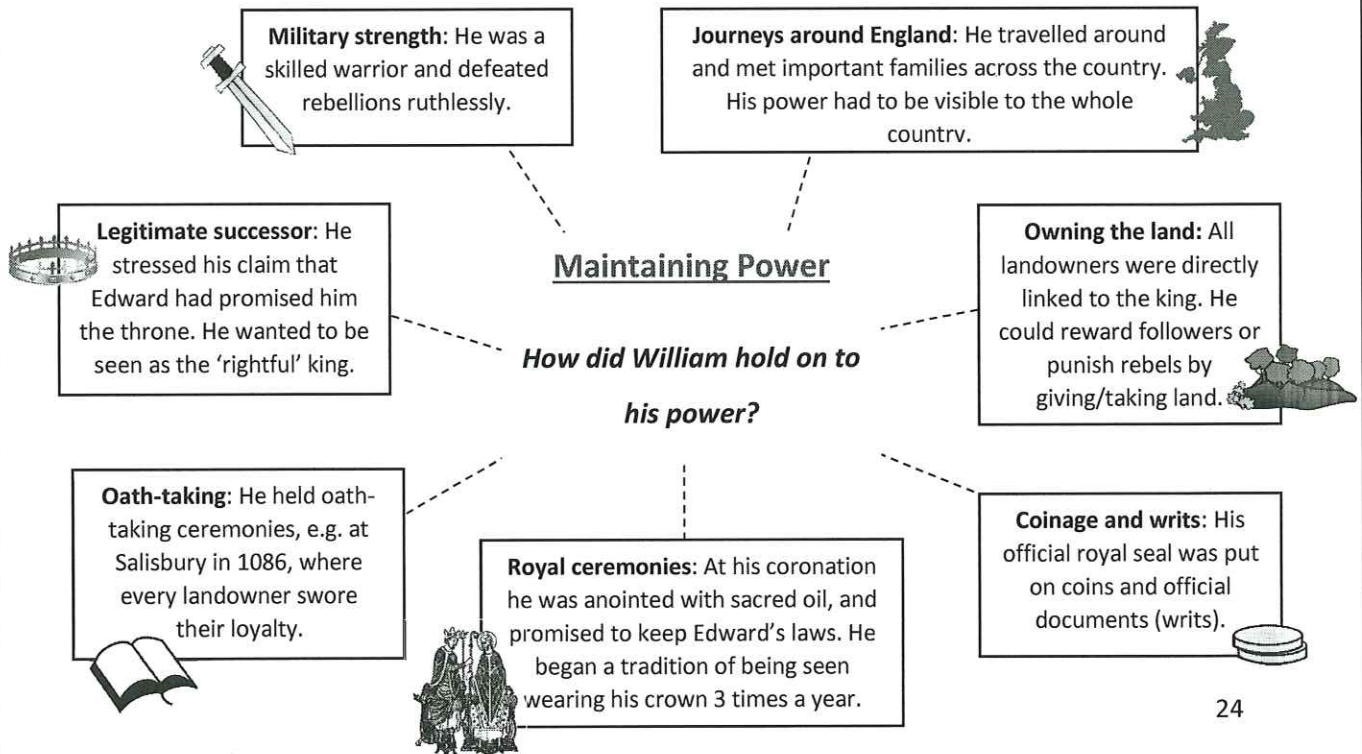 Military strength: He was a
skilled warrior and defeated
rebellions ruthlessly.
Journeys around England: He travelled around
and met important families across the country.
His power had to be visible to the whole
country.
Legitimate successor: He
stressed his claim that
Edward had promised him
the throne. He wanted to be
seen as the ‘rightful’ king.
Maintaining Power
How did William hold on to
his power?
Owning the land: All
landowners were directly
linked to the king. He
could reward followers or
punish rebels by
giving/taking land.
Oath-taking: He held oath-
taking ceremonies, e.g. at
Salisbury in 1086, where
every landowner swore
their loyalty.
Royal ceremonies: At his coronation
he was anointed with sacred oil, and
promised to keep Edward’s laws. He
began a tradition of being seen
wearing his crown 3 times a year.
Coinage and writs: His
official royal seal was put
on coins and official
documents (writs).
24